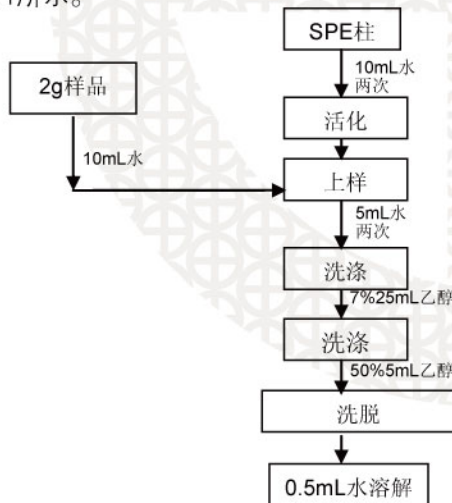 SPE柱
10mL水
两次
2g样品
活化
10mL水
上样
5mL水
两次
洗涤
7%25mL乙醇
洗涤
50%5mL乙醇
洗脱
0.5mL水溶解